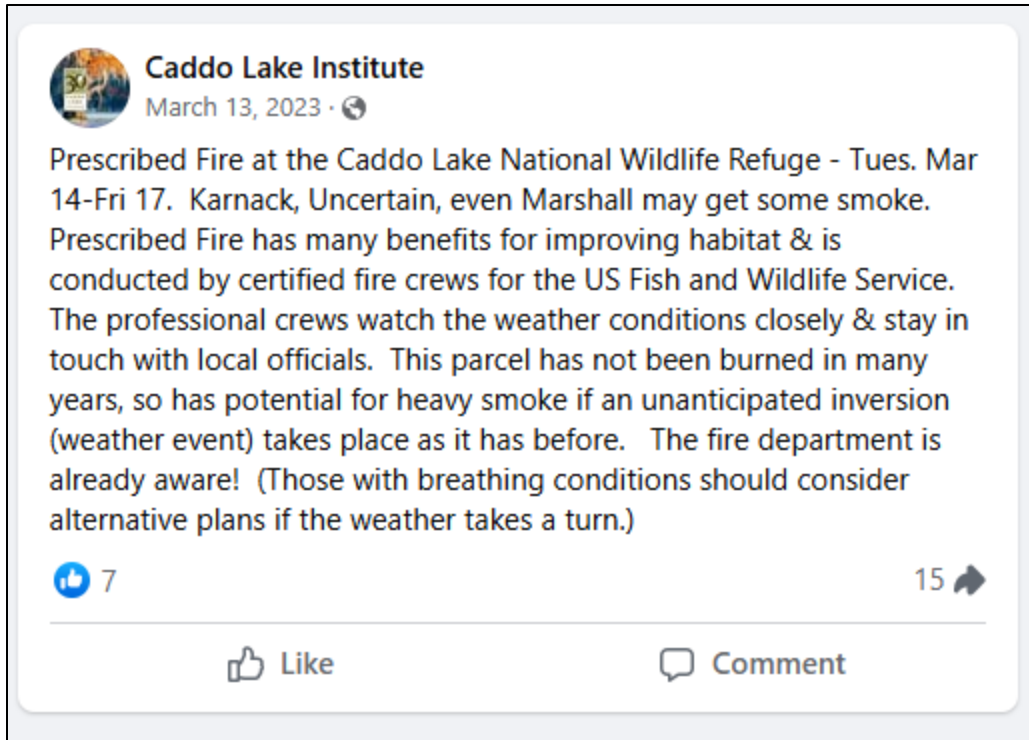 Caddo Lake Institute
March 13, 2023 ·
Prescribed Fire at the Caddo Lake National Wildlife Refuge - Tues. Mar
14-Fri 17.  Karnack, Uncertain, even Marshall may get some smoke.
Prescribed Fire has many benefits for improving habitat & is
conducted by certified fire crews for the US Fish and Wildlife Service.
The professional crews watch the weather conditions closely & stay in
touch with local officials.  This parcel has not been burned in many
years, so has potential for heavy smoke if an unanticipated inversion
(weather event) takes place as it has before.   The fire department is
already aware!  (Those with breathing conditions should consider
alternative plans if the weather takes a turn.)
7
15
Like
Comment